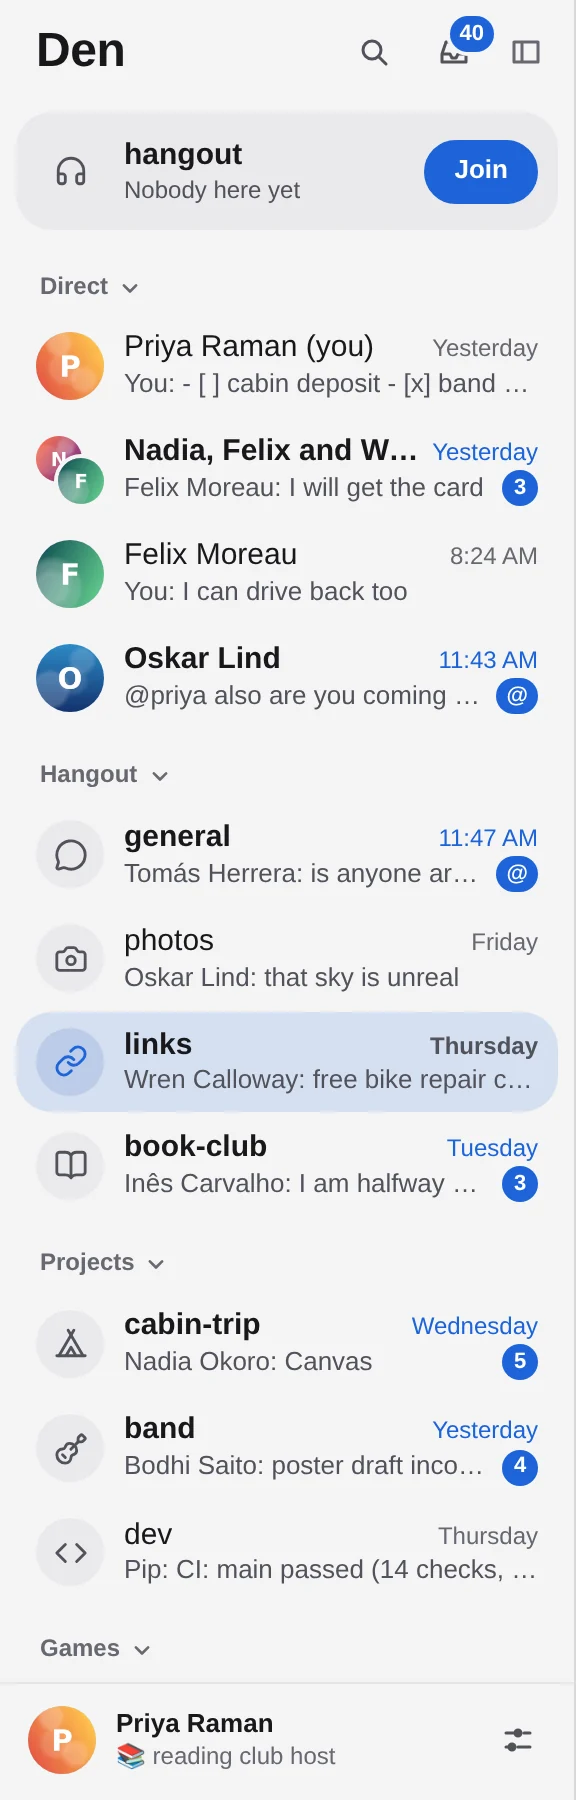 Den
40
hangout
Nobody here yet
Join
Direct
P
Priya Raman (you)
Yesterday
You: - [ ] cabin deposit - [x] band …
N
F
Nadia, Felix and W…
Yesterday
Felix Moreau: I will get the card
3
F
Felix Moreau
8:24 AM
You: I can drive back too
O
Oskar Lind
11:43 AM
@priya also are you coming …
@
Hangout
general
11:47 AM
Tomás Herrera: is anyone ar…
@
photos
Friday
Oskar Lind: that sky is unreal
links
Thursday
Wren Calloway: free bike repair c…
book-club
Tuesday
Inês Carvalho: I am halfway …
3
Projects
cabin-trip
Wednesday
Nadia Okoro: Canvas
5
band
Yesterday
Bodhi Saito: poster draft inco…
4
dev
Thursday
Pip: CI: main passed (14 checks, …
Games
P
Priya Raman
📚 reading club host